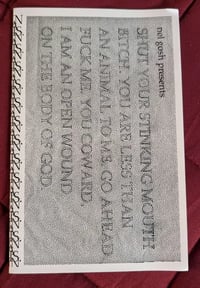 nel gosh presents
SHUT YOUR STINKING MOUTH
BITCH. YOU ARE LESS THAN
AN ANIMAL TO ME. GO AHEAD.
FUCK ME. YOU COWARD.
I AM AN OPEN WOUND
ON THE BODY OF GOD.